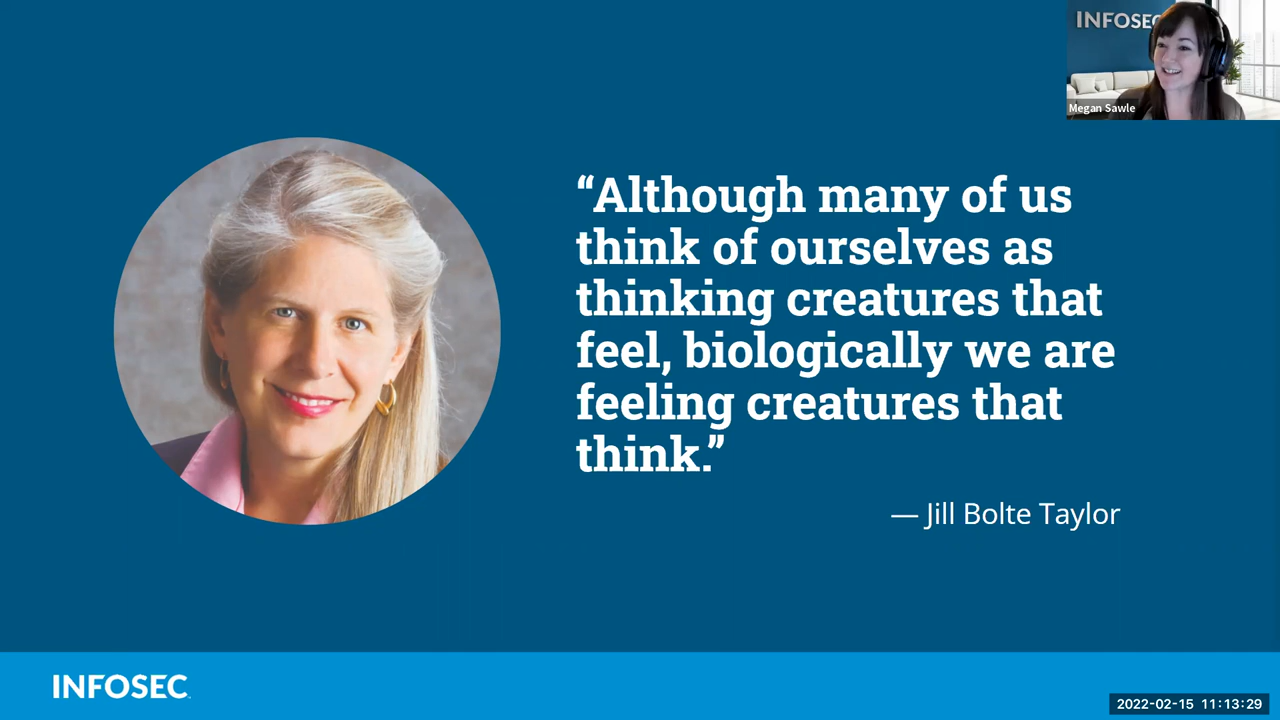 INFOSEC
Megan Sawle
“Although many of us
think of ourselves as
thinking creatures that
feel, biologically we are
feeling creatures that
think.”
— Jill Bolte Taylor
INFOSEC
2022-02-15 11:13:29